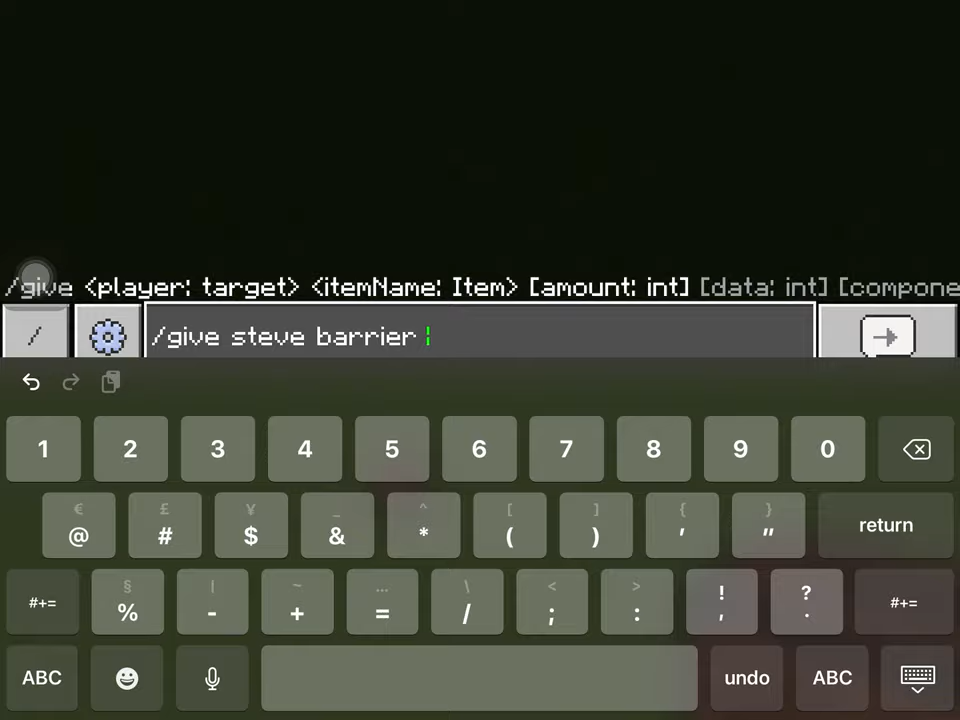 /give <player: target> <itemName: Item> [amount: int] [data: int] [compone
/ /give steve barrier
1 2 3 4 5 6 7 8 9 0
€ £ ¥ _ ^ [ ] { }
@ # $ & * ( ) ' " return
§ | ~ … \ < > ! ?
#+= % - + = / ; : , . #+=
ABC undo ABC